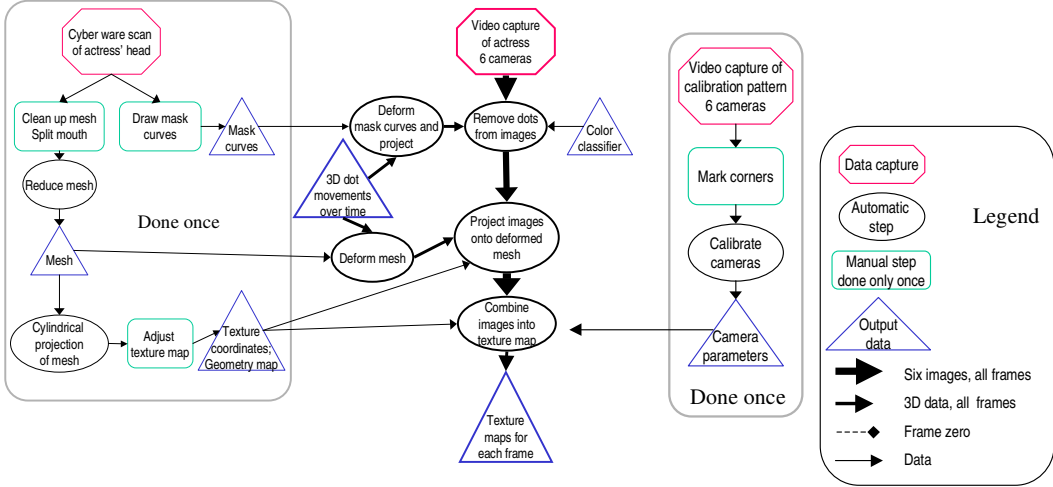 Cyber ware scan
of actress' head
Clean up mesh
Split mouth
Draw mask
curves
Mask
curves
Reduce mesh
Done once
Mesh
Cylindrical
projection
of mesh
Adjust
texture map
Texture
coordinates;
Geometry map
Video capture
of actress
6 cameras
Deform
mask curves and
project
Remove dots
from images
Color
classifier
3D dot
movements
over time
Deform mesh
Project images
onto deformed
mesh
Combine
images into
texture map
Texture
maps for
each frame
Video capture of
calibration pattern
6 cameras
Mark corners
Calibrate
cameras
Camera
parameters
Done once
Legend
Data capture
Automatic
step
Manual step
done only once
Output
data
Six images, all frames
3D data, all frames
Frame zero
Data